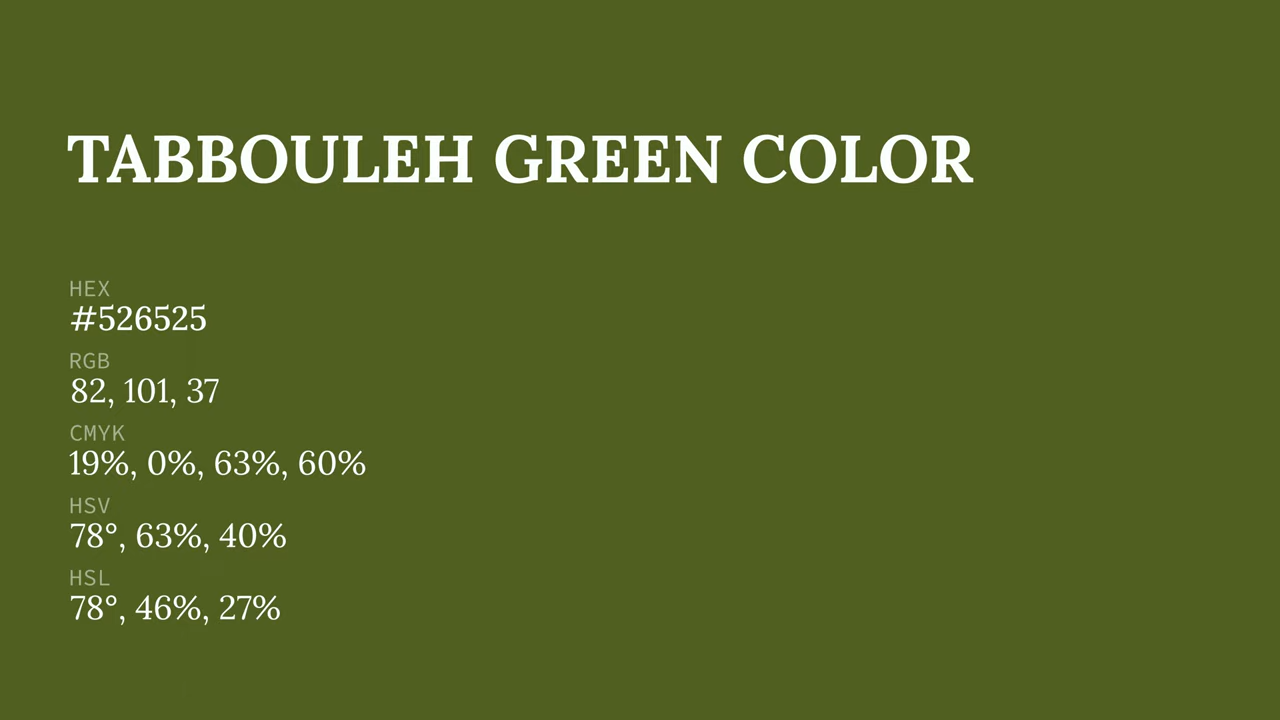 TABBOULEH GREEN COLOR
HEX
#526525
RGB
82, 101, 37
CMYK
19%, 0%, 63%, 60%
HSV
78°, 63%, 40%
HSL
78°, 46%, 27%